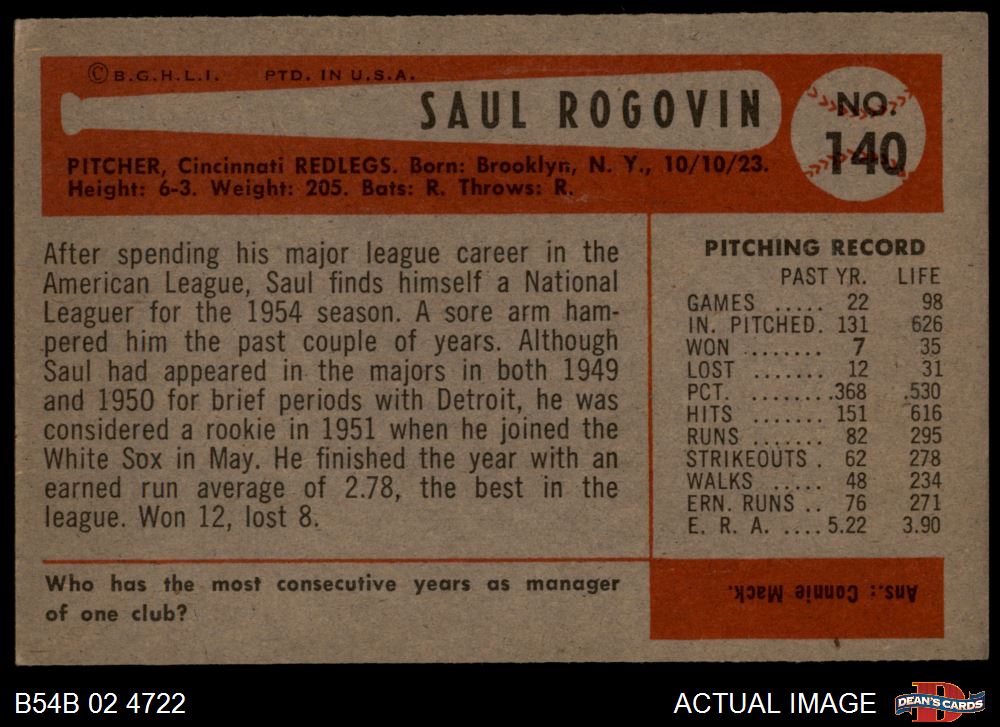 © B.G.H.L.I. PTD. IN U.S.A.
SAUL ROGOVIN
NO.
140
PITCHER, Cincinnati REDLEGS. Born: Brooklyn, N. Y., 10/10/23.
Height: 6-3. Weight: 205. Bats: R. Throws: R.
After spending his major league career in the
American League, Saul finds himself a National
Leaguer for the 1954 season. A sore arm ham-
pered him the past couple of years. Although
Saul had appeared in the majors in both 1949
and 1950 for brief periods with Detroit, he was
considered a rookie in 1951 when he joined the
White Sox in May. He finished the year with an
earned run average of 2.78, the best in the
league. Won 12, lost 8.
PITCHING RECORD
PAST YR. LIFE
GAMES ..... 22 98
IN. PITCHED. 131 626
WON ....... 7 35
LOST ....... 12 31
PCT. ........ .368 .530
HITS ....... 151 616
RUNS ....... 82 295
STRIKEOUTS . 62 278
WALKS ..... 48 234
ERN. RUNS .. 76 271
E. R. A. .... 5.22 3.90
Who has the most consecutive years as manager
of one club?
Ans.: Connie Mack.
B54B 02 4722
ACTUAL IMAGE
DEAN'S CARDS